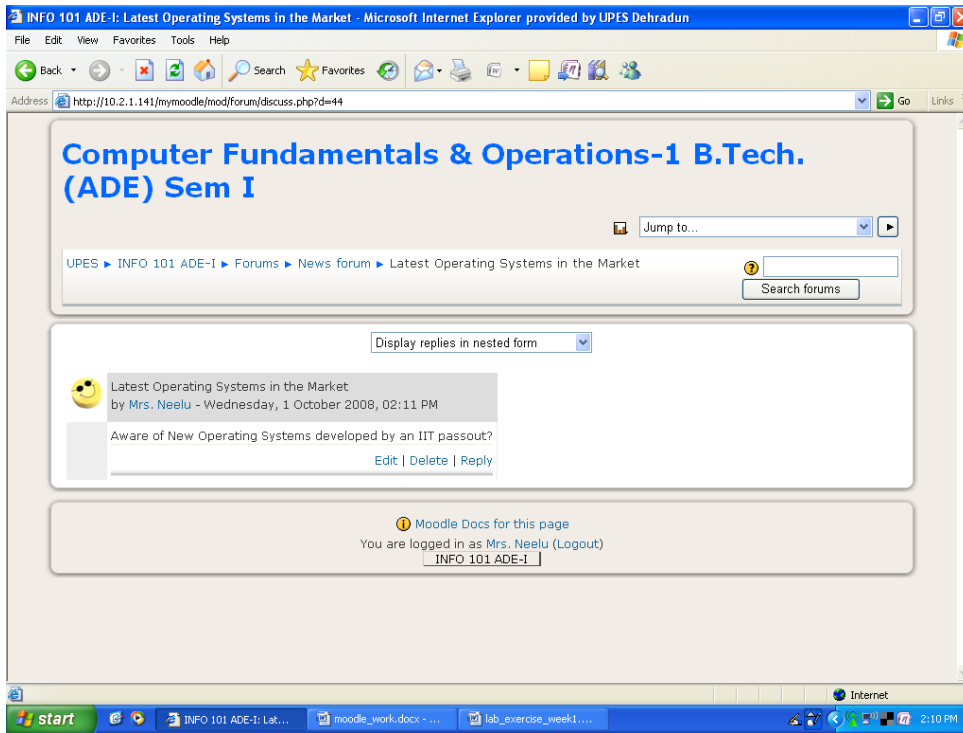 INFO 101 ADE-I: Latest Operating Systems in the Market - Microsoft Internet Explorer provided by UPES Dehradun
File Edit View Favorites Tools Help
Back Search Favorites
Address http://10.2.1.141/mymoodle/mod/forum/discuss.php?d=44 Go Links
Computer Fundamentals & Operations-1 B.Tech.
(ADE) Sem I
Jump to...
UPES ► INFO 101 ADE-I ► Forums ► News forum ► Latest Operating Systems in the Market
Search forums
Display replies in nested form
Latest Operating Systems in the Market
by Mrs. Neelu - Wednesday, 1 October 2008, 02:11 PM
Aware of New Operating Systems developed by an IIT passout?
Edit | Delete | Reply
Moodle Docs for this page
You are logged in as Mrs. Neelu (Logout)
INFO 101 ADE-I
Internet
start INFO 101 ADE-I: Lat... moodle_work.docx - ... lab_exercise_week1.... 2:10 PM